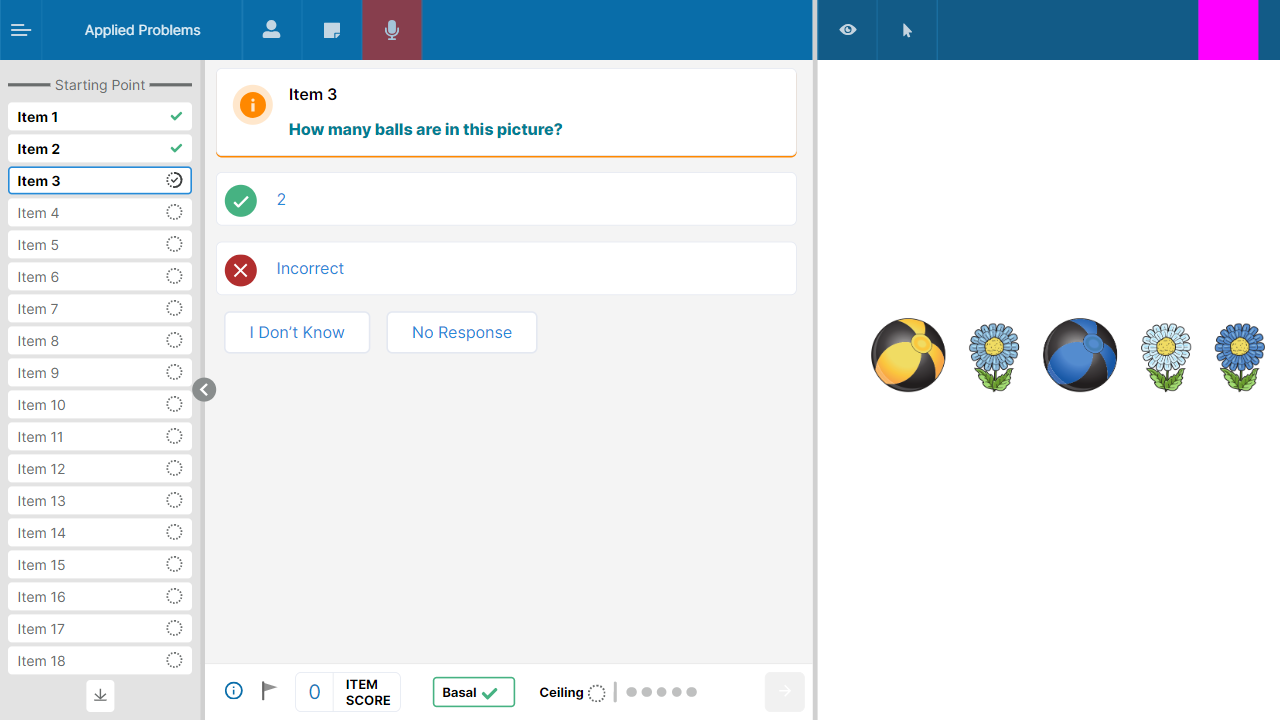 Applied Problems
Starting Point
Item 1
Item 2
Item 3
Item 4
Item 5
Item 6
Item 7
Item 8
Item 9
Item 10
Item 11
Item 12
Item 13
Item 14
Item 15
Item 16
Item 17
Item 18
Item 3
How many balls are in this picture?
2
Incorrect
I Don’t Know
No Response
0
ITEM
SCORE
Basal
Ceiling